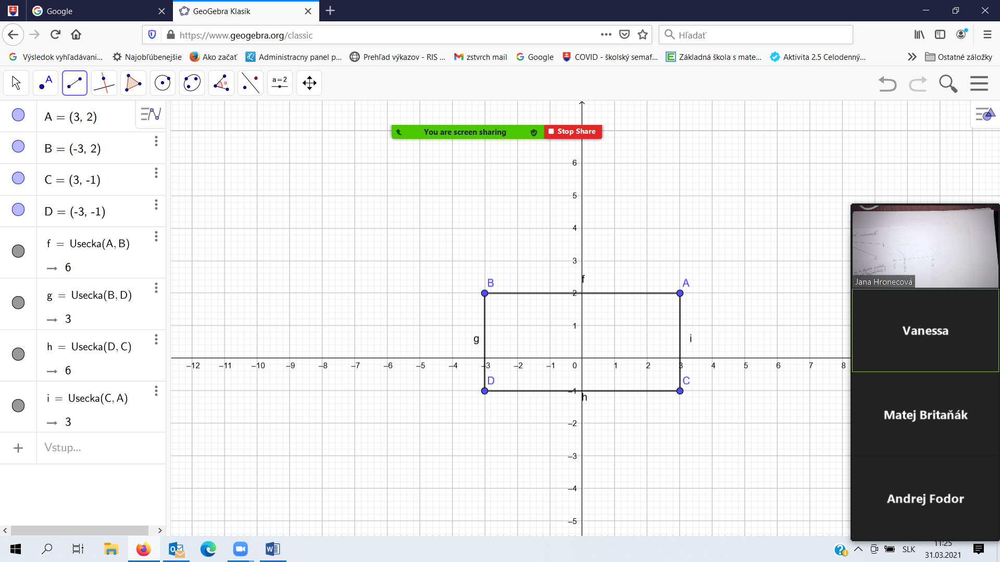 Google
GeoGebra Klasik
https://www.geogebra.org/classic
Hľadať
Výsledok vyhľadávani...
Najobľúbenejšie
Ako začať
Administracny panel p...
Prehľad výkazov - RIS ...
zstvrch mail
Google
COVID - školský semaf...
Základná škola s mate...
Aktivita 2.5 Celodenný...
Ostatné záložky
A
α
a=2
A = (3, 2)
B = (-3, 2)
C = (3, -1)
D = (-3, -1)
f = Usecka(A, B)
→ 6
g = Usecka(B, D)
→ 3
h = Usecka(D, C)
→ 6
i = Usecka(C, A)
→ 3
Vstup...
You are screen sharing
Stop Share
6
5
4
3
2
1
–1
–2
–3
–4
–5
–12 –11 –10 –9 –8 –7 –6 –5 –4 –3 –2 –1 0 1 2 3 4 5 6 7 8
B
f
A
g
i
D
C
h
Jana Hronecová
Vanessa
Matej Britaňák
Andrej Fodor
SLK
11:25
31.03.2021